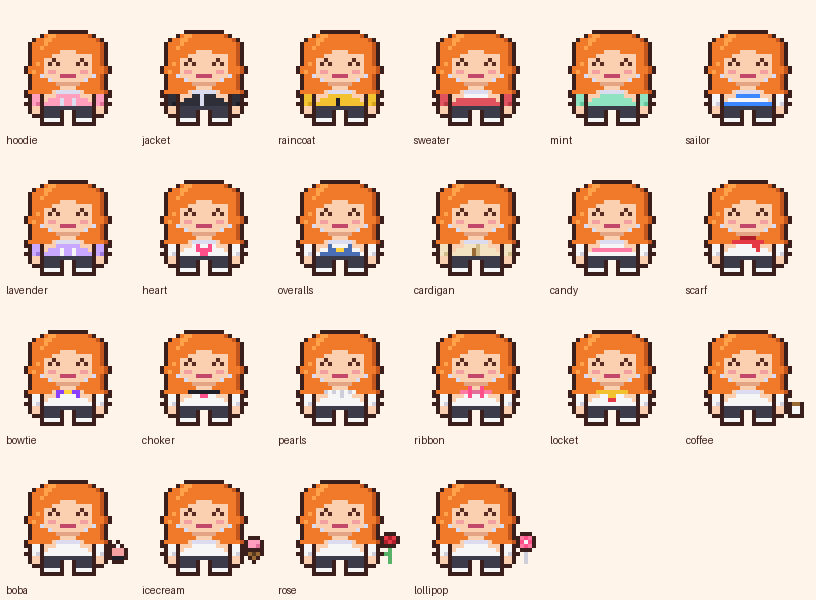 hoodie jacket raincoat sweater mint sailor
lavender heart overalls cardigan candy scarf
bowtie choker pearls ribbon locket coffee
boba icecream rose lollipop